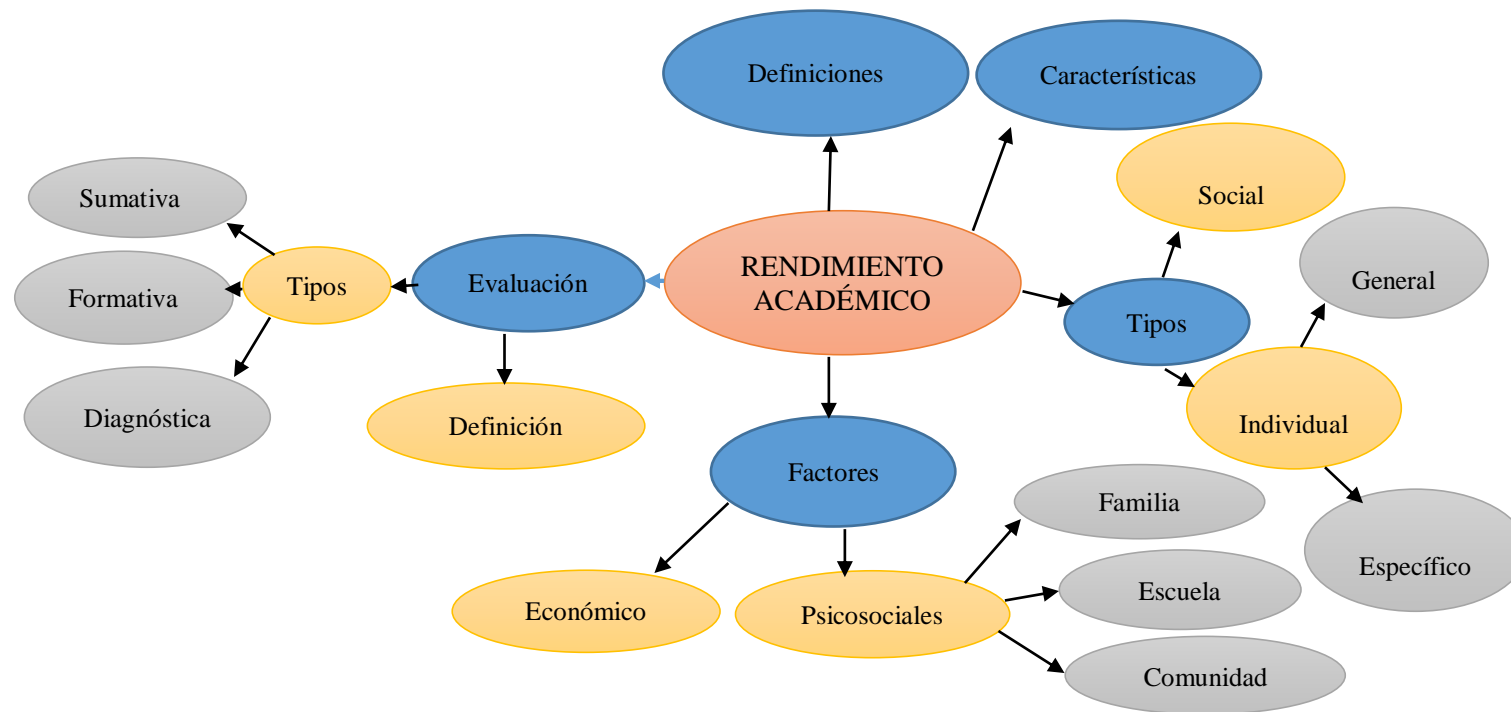 Definiciones
Característísticas
Social
Sumativa
General
RENDIMIENTO
ACADÉMICO
Evaluación
Tipos
Formativa
Tipos
Diagnóstica
Definición
Individual
Factores
Familia
Específico
Escuela
Económico
Psicosociales
Comunidad